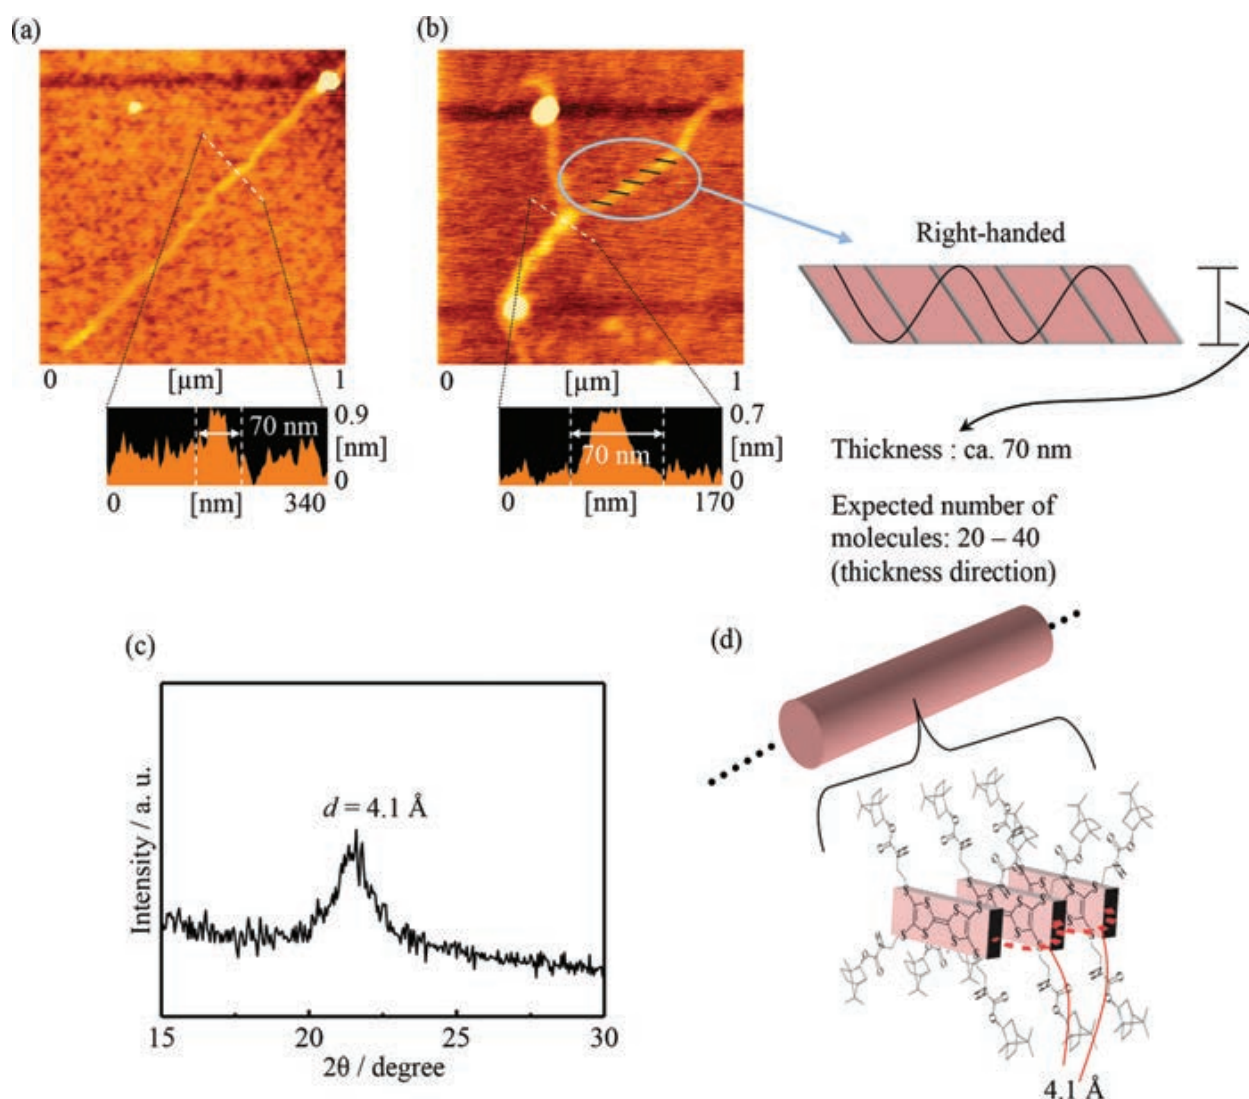 (a)
(b)
0 [μm] 1
0.9
[nm]
0
70 nm
0 [nm] 340
0 [μm] 1
0.7
[nm]
0
70 nm
0 [nm] 170
Right-handed
Thickness : ca. 70 nm
Expected number of
molecules: 20 – 40
(thickness direction)
(c)
Intensity / a. u.
d = 4.1 Å
15 20 25 30
2θ / degree
(d)
4.1 Å